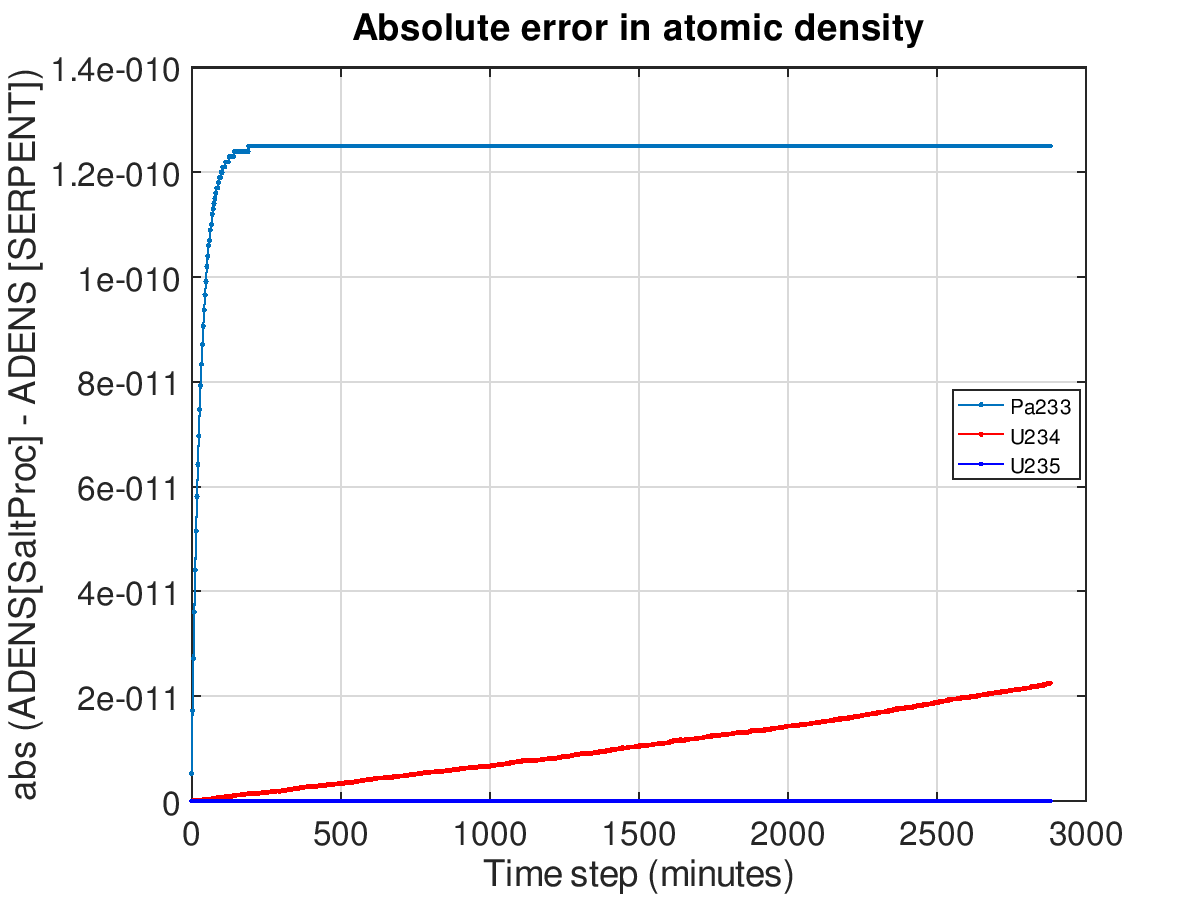 Absolute error in atomic density
abs (ADENS[SaltProc] - ADENS [SERPENT])
1.4e-010
1.2e-010
1e-010
8e-011
6e-011
4e-011
2e-011
0
Pa233
U234
U235
0 500 1000 1500 2000 2500 3000
Time step (minutes)